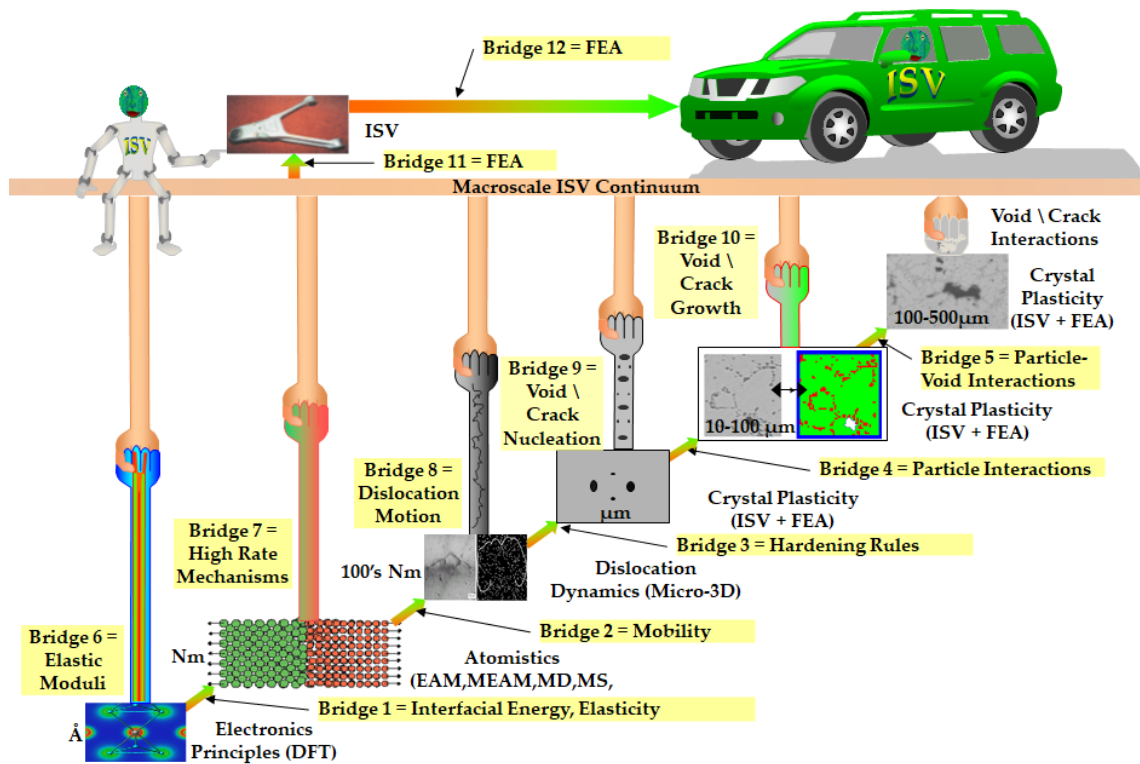 Bridge 12 = FEA
ISV
ISV
ISV
ISV
Bridge 11 = FEA
Macroscale ISV Continuum
Void \ Crack
Interactions
Bridge 10 =
Void \
Crack
Growth
Crystal
Plasticity
(ISV + FEA)
100-500µm
Bridge 5 = Particle-
Void Interactions
Bridge 9 =
Void \
Crack
Nucleation
10-100 µm
Crystal Plasticity
(ISV + FEA)
Bridge 8 =
Dislocation
Motion
Bridge 4 = Particle Interactions
µm
Crystal Plasticity
(ISV + FEA)
Bridge 7 =
High Rate
Mechanisms
Bridge 3 = Hardening Rules
100's Nm
Dislocation
Dynamics (Micro-3D)
Bridge 6 =
Elastic
Moduli
Bridge 2 = Mobility
Nm
Atomistics
(EAM,MEAM,MD,MS,
Bridge 1 = Interfacial Energy, Elasticity
Å
Electronics
Principles (DFT)